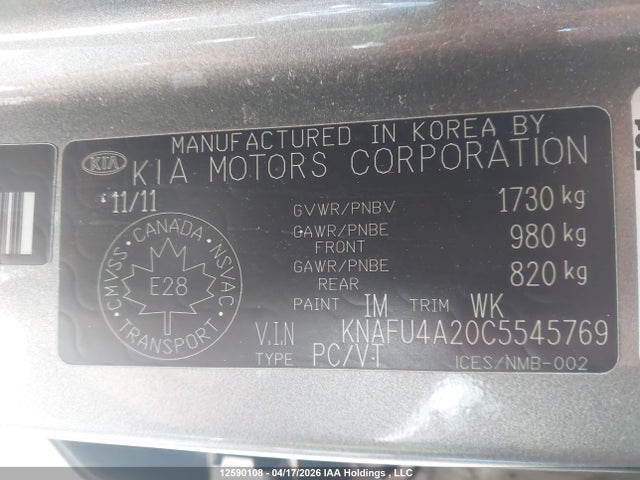 MANUFACTURED IN KOREA BY
KIA KIA MOTORS CORPORATION
11/11
GVWR/PNBV 1730 kg
GAWR/PNBE FRONT 980 kg
GAWR/PNBE REAR 820 kg
CMVSS · CANADA · NSVAC
E28
TRANSPORT
PAINT IM TRIM WK
V.I.N KNAFU4A20C5545769
TYPE PC/VT ICES/NMB-002
12590108 - 04/17/2026 IAA Holdings , LLC